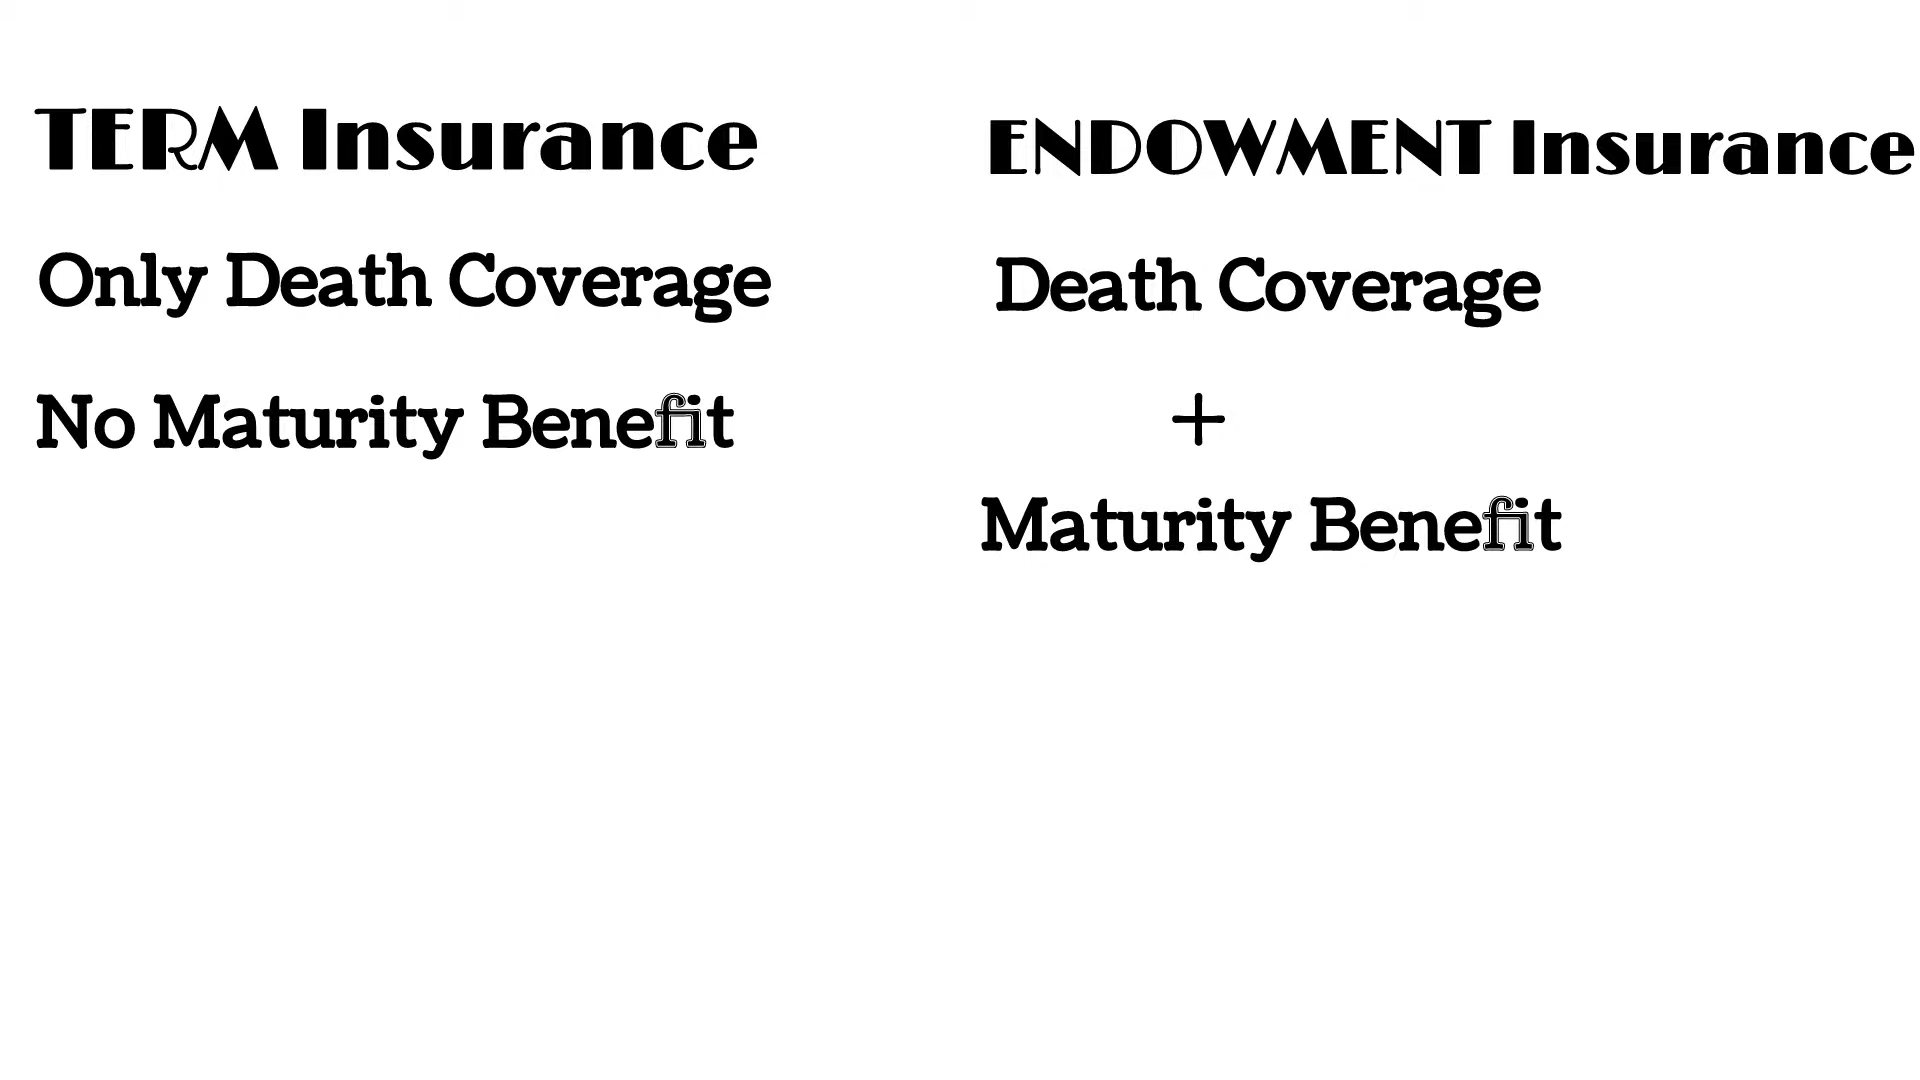 TERM Insurance
Only Death Coverage
No Maturity Benefit
ENDOWMENT Insurance
Death Coverage
+
Maturity Benefit